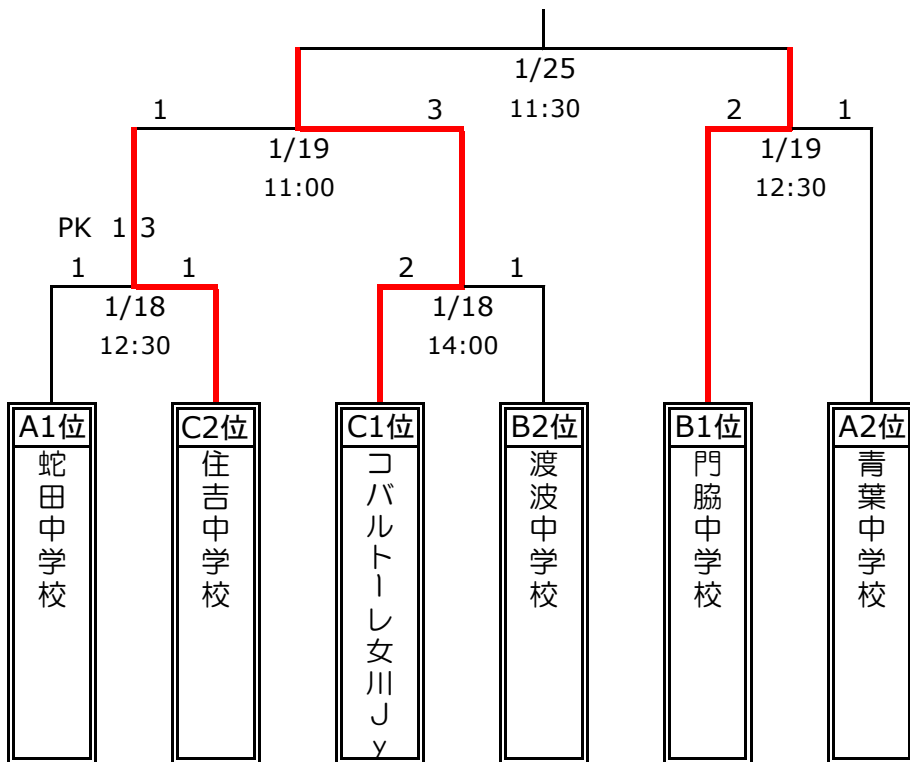 1/25
11:30
1 3
2 1
1/19
11:00
1/19
12:30
PK 1 3
1 1
2 1
1/18
12:30
1/18
14:00
A1位
C2位
C1位
B2位
B1位
A2位
蛇田中学校
住吉中学校
コバルトーレ女川Jy
渡波中学校
門脇中学校
青葉中学校